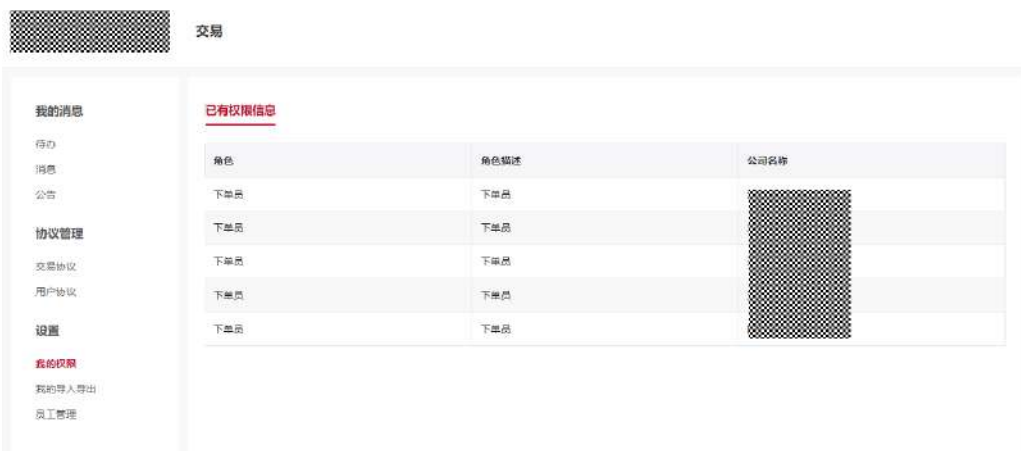 交易
我的消息
待办
消息
公告
协议管理
交易协议
用户协议
设置
我的权限
我的导入导出
员工管理
已有权限信息
角色 角色描述 公司名称
下单员 下单员
下单员 下单员
下单员 下单员
下单员 下单员
下单员 下单员